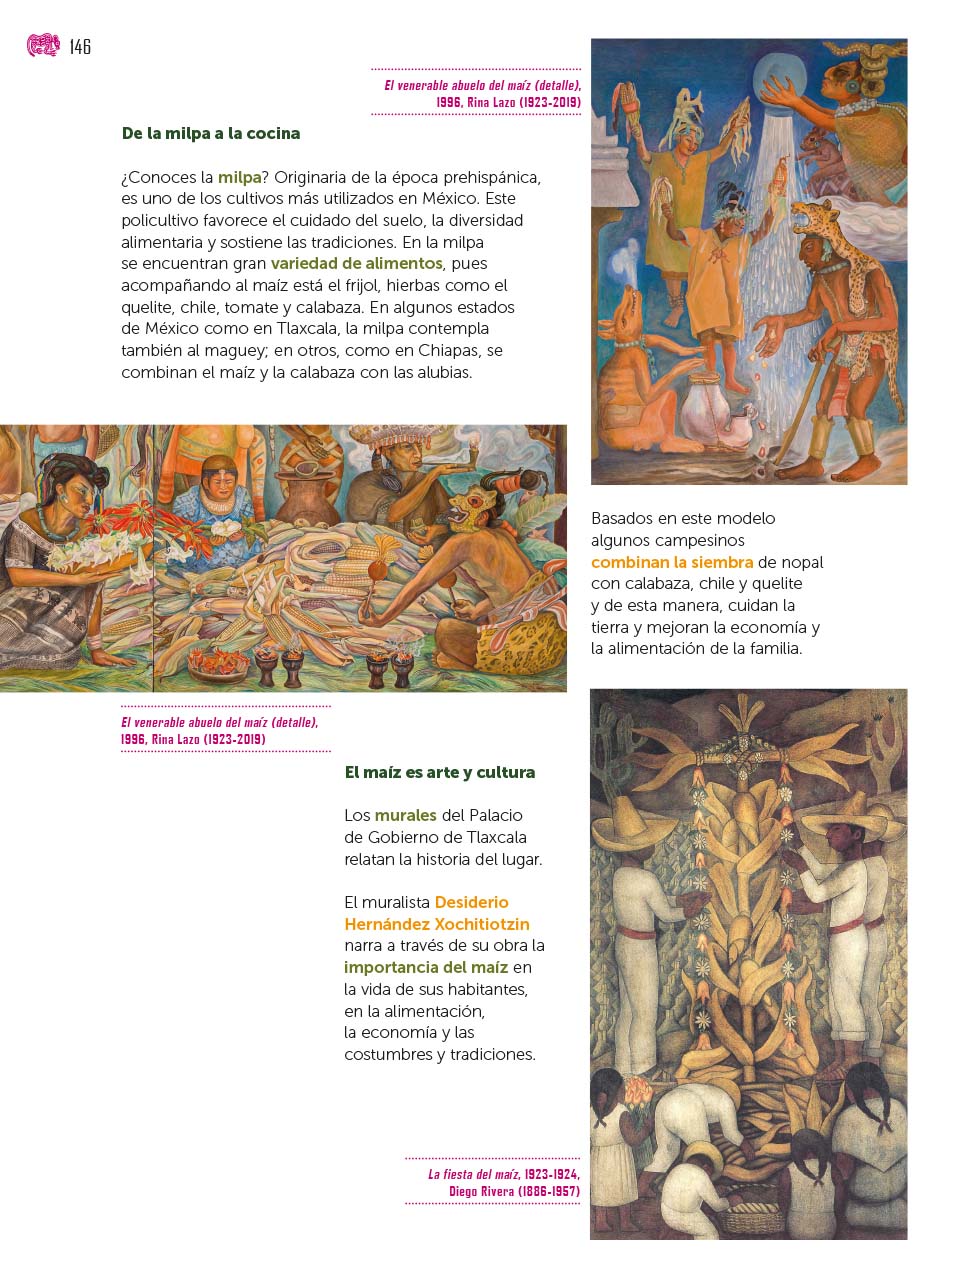 146
El venerable abuelo del maíz (detalle),
1996, Rina Lazo (1923-2019)
De la milpa a la cocina
¿Conoces la milpa? Originaria de la época prehispánica,
es uno de los cultivos más utilizados en México. Este
policultivo favorece el cuidado del suelo, la diversidad
alimentaria y sostiene las tradiciones. En la milpa
se encuentran gran variedad de alimentos, pues
acompañando al maíz está el frijol, hierbas como el
quelite, chile, tomate y calabaza. En algunos estados
de México como en Tlaxcala, la milpa contempla
también al maguey; en otros, como en Chiapas, se
combinan el maíz y la calabaza con las alubias.
Basados en este modelo
algunos campesinos
combinan la siembra de nopal
con calabaza, chile y quelite
y de esta manera, cuidan la
tierra y mejoran la economía y
la alimentación de la familia.
El venerable abuelo del maíz (detalle),
1996, Rina Lazo (1923-2019)
El maíz es arte y cultura
Los murales del Palacio
de Gobierno de Tlaxcala
relatan la historia del lugar.
El muralista Desiderio
Hernández Xochitiotzin
narra a través de su obra la
importancia del maíz en
la vida de sus habitantes,
en la alimentación,
la economía y las
costumbres y tradiciones.
La fiesta del maíz, 1923-1924,
Diego Rivera (1886-1957)